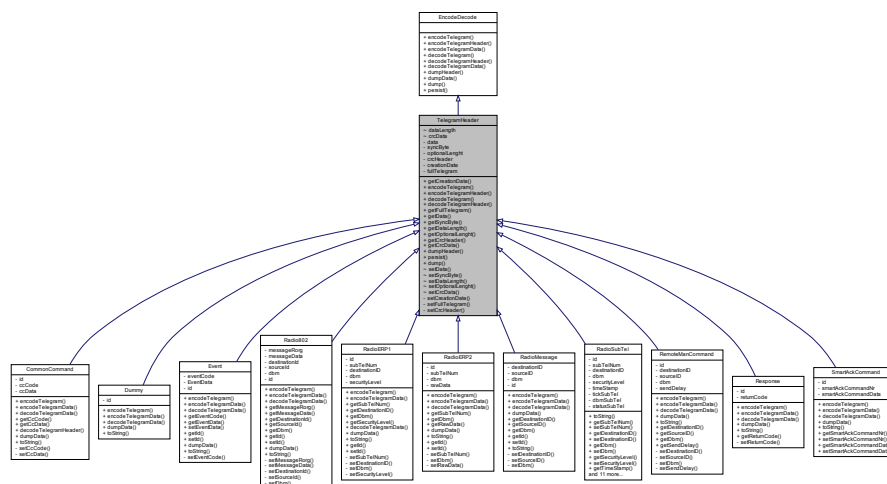 EncodeDecode
+ encodeTelegram()
+ encodeTelegramHeader()
+ encodeTelegramData()
+ decodeTelegram()
+ decodeTelegramHeader()
+ decodeTelegramData()
+ dumpHeader()
+ dumpData()
+ dump()
+ persist()
TelegramHeader
~ dataLength
~ crcData
- data
- syncByte
- optionalLenght
- crcHeader
- creationDate
- fullTelegram
+ getCreationDate()
+ encodeTelegram()
+ encodeTelegramHeader()
+ decodeTelegram()
+ decodeTelegramHeader()
+ getFullTelegram()
+ getData()
+ getSyncByte()
+ getDataLenght()
+ getOptionalLenght()
+ getCrcHeader()
+ getCrcData()
+ dumpHeader()
+ persist()
+ dump()
~ setData()
~ setSyncByte()
~ setDataLength()
~ setOptionalLenght()
~ setCrcData()
- setCreationDate()
- setFullTelegram()
- setCrcHeader()
CommonCommand
- id
- ccCode
- ccData
+ encodeTelegram()
+ encodeTelegramData()
+ decodeTelegramData()
+ getCcCode()
+ getCcData()
+ decodeTelegramHeader()
+ dumpData()
+ toString()
- setCcCode()
- setCcData()
Dummy
- id
+ encodeTelegram()
+ encodeTelegramData()
+ decodeTelegramData()
+ dumpData()
+ toString()
Event
- eventCode
- EventData
- id
+ encodeTelegram()
+ encodeTelegramData()
+ decodeTelegramData()
+ getEventCode()
+ getEventData()
+ setEventData()
+ getId()
+ setId()
+ dumpData()
+ toString()
- setEventCode()
Radio802
- messageRorg
- messageData
- destinationId
- sourceId
- dbm
- id
+ encodeTelegram()
+ encodeTelegramData()
+ decodeTelegramData()
+ getMessageRorg()
+ getMessageData()
+ getDestinationId()
+ getSourceId()
+ getDbm()
+ getId()
+ setId()
+ dumpData()
+ toString()
- setMessageRorg()
- setMessageData()
- setDestinationId()
- setSourceId()
- setDbm()
RadioERP1
- id
- subTelNum
- destinationID
- dbm
- securityLevel
+ encodeTelegram()
+ encodeTelegramData()
+ getSubTelNum()
+ getDestinationID()
+ getDbm()
+ getSecurityLevel()
+ decodeTelegramData()
+ dumpData()
+ toString()
+ getId()
+ setId()
- setSubTelNum()
- setDestinationID()
- setDbm()
- setSecurityLevel()
RadioERP2
- id
- subTelNum
- dbm
- rawData
+ encodeTelegram()
+ encodeTelegramData()
+ decodeTelegramData()
+ getSubTelNum()
+ getDbm()
+ getRawData()
+ dumpData()
+ toString()
+ getId()
+ setId()
- setSubTelNum()
- setDbm()
- setRawData()
RadioMessage
- destinationID
- sourceID
- dbm
- id
+ encodeTelegram()
+ encodeTelegramData()
+ decodeTelegramData()
+ dumpData()
+ getDestinationID()
+ getSourceID()
+ getDbm()
+ getId()
+ setId()
+ toString()
- setDestinationID()
- setSourceID()
- setDbm()
RadioSubTel
- id
- subTelNum
- destinationID
- dbm
- securityLevel
- timeStamp
- tickSubTel
- dbmSubTel
- statusSubTel
+ toString()
+ getSubTelNum()
+ setSubTelNum()
+ getDestinationID()
+ setDestinationID()
+ getDbm()
+ setDbm()
+ getSecurityLevel()
+ setSecurityLevel()
+ getTimeStamp()
and 11 more...
RemoteManCommand
- id
- destinationID
- sourceID
- dbm
- sendDelay
+ encodeTelegram()
+ encodeTelegramData()
+ decodeTelegramData()
+ dumpData()
+ toString()
+ getDestinationID()
+ getSourceID()
+ getDbm()
+ getSendDelay()
- setDestinationID()
- setSourceID()
- setDbm()
- setSendDelay()
Response
- id
- returnCode
+ encodeTelegram()
+ encodeTelegramData()
+ decodeTelegramData()
+ dumpData()
+ toString()
+ getReturnCode()
- setReturnCode()
SmartAckCommand
- id
- smartAckCommandNr
- smartAckCommandData
+ encodeTelegram()
+ encodeTelegramData()
+ decodeTelegramData()
+ dumpData()
+ toString()
+ getSmartAckCommandNr()
+ setSmartAckCommandNr()
+ getSmartAckCommandData()
+ setSmartAckCommandData()